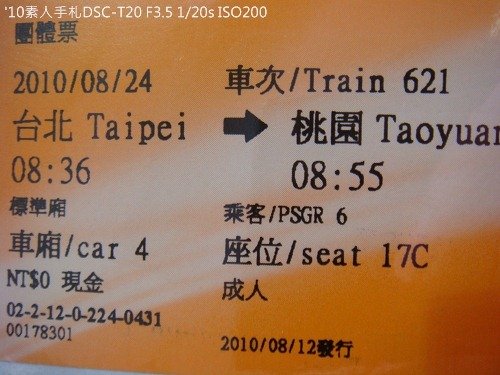 '10素人手札DSC-T20 F3.5 1/20s ISO200
團體票
2010/08/24 車次/Train 621
台北 Taipei → 桃園 Taoyuan
08:36 08:55
標準廂 乘客/PSGR 6
車廂/car 4 座位/seat 17C
NT$0 現金 成人
02-2-12-0-224-0431
00178301 2010/08/12發行